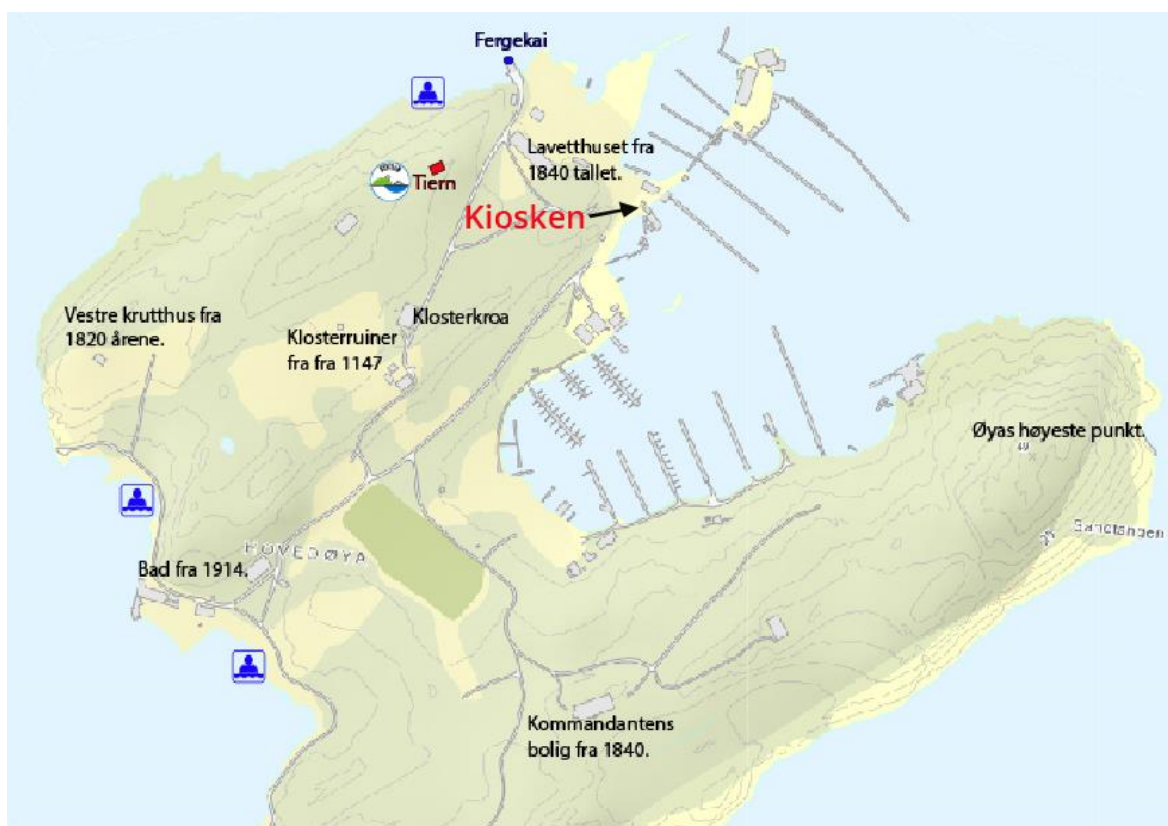 Fergekai
Lavetthuset fra
1840 tallet.
Tiern
Kiosken
Vestre krutthus fra
1820 årene.
Klosterkroa
Klosterruiner
fra fra 1147
Øyas høyeste punkt.
HOVEDØYA
Bad fra 1914.
Kommandantens
bolig fra 1840.